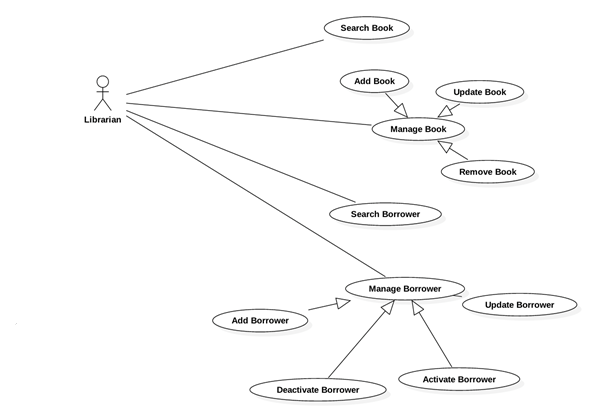 Search Book
Add Book
Update Book
Librarian
Manage Book
Remove Book
Search Borrower
Manage Borrower
Update Borrower
Add Borrower
Activate Borrower
Deactivate Borrower